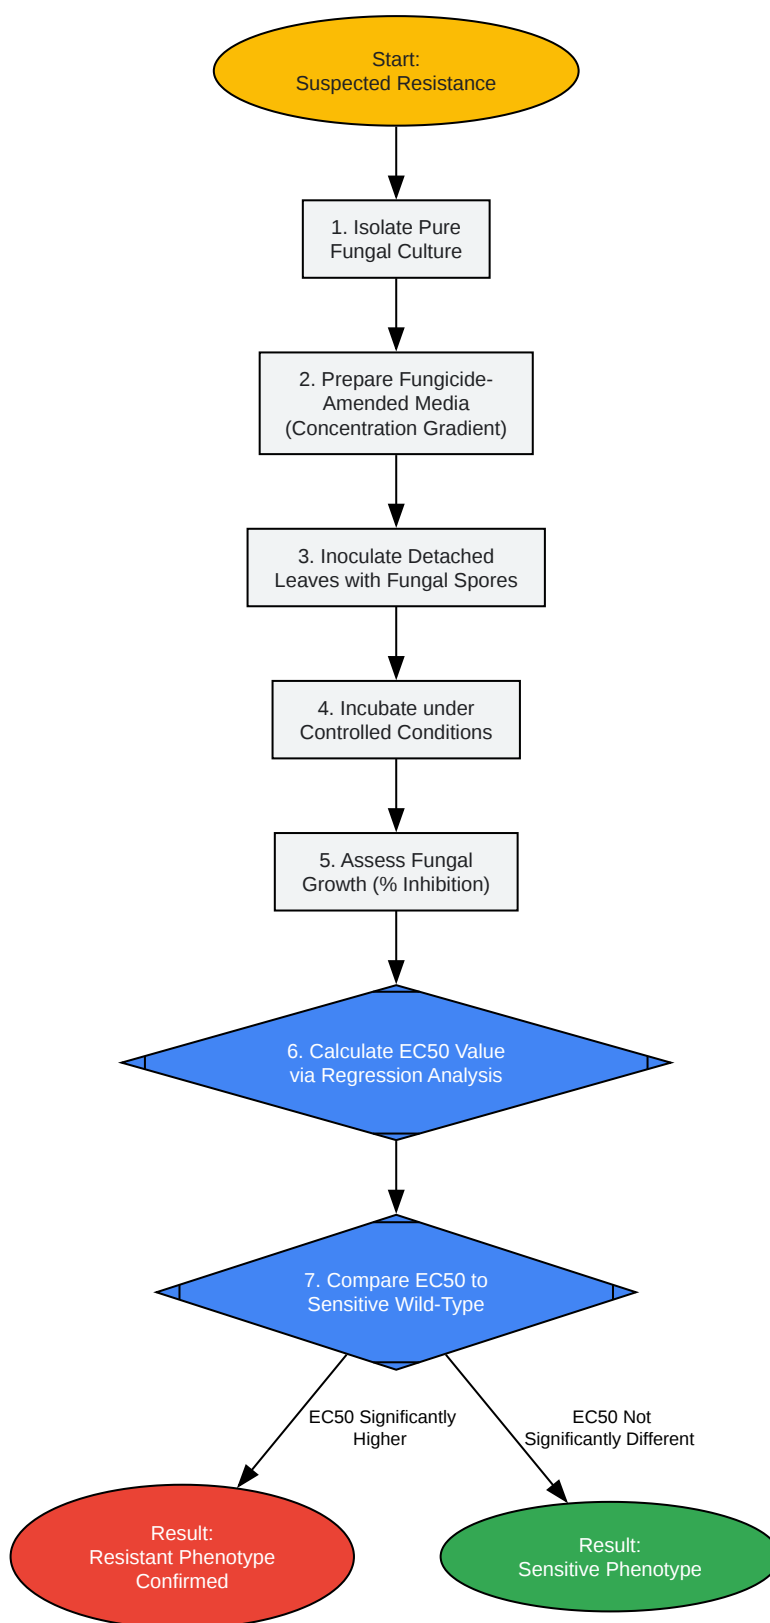 Start:
Suspected Resistance
1. Isolate Pure
Fungal Culture
2. Prepare Fungicide-
Amended Media
(Concentration Gradient)
3. Inoculate Detached
Leaves with Fungal Spores
4. Incubate under
Controlled Conditions
5. Assess Fungal
Growth (% Inhibition)
6. Calculate EC50 Value
via Regression Analysis
7. Compare EC50 to
Sensitive Wild-Type
EC50 Significantly
Higher
EC50 Not
Significantly Different
Result:
Resistant Phenotype
Confirmed
Result:
Sensitive Phenotype